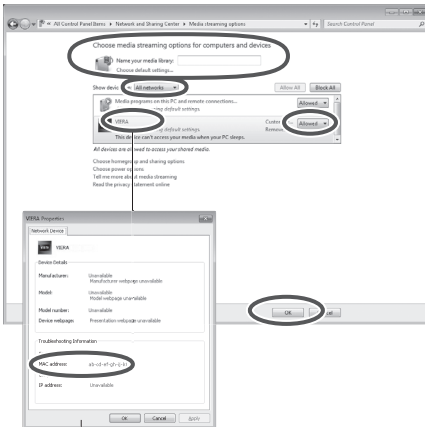 « All Control Panel Items ▸ Network and Sharing Center ▸ Media streaming options
Search Control Panel
Choose media streaming options for computers and devices
Name your media library:
Choose default settings...
Show All networks
Allow All Block All
Media programs on this PC and remote connections...
Allowed
default settings.
VIERA
Allowed
default settings.
This device can't access your media when your PC sleeps.
All devices are allowed to access your shared media.
Choose homegroup and sharing options
Choose power options
Tell me more about media streaming
Read the privacy statement online
OK
VIERA Properties
Network Device
VIERA
Device Details
Manufacturer: Unavailable
Manufacturer webpage unavailable
Model: Unavailable
Model webpage unavailable
Model number: Unavailable
Device webpage: Presentation webpage unavailable
Troubleshooting Information
MAC address:
IP address: Unavailable
OK Cancel Apply